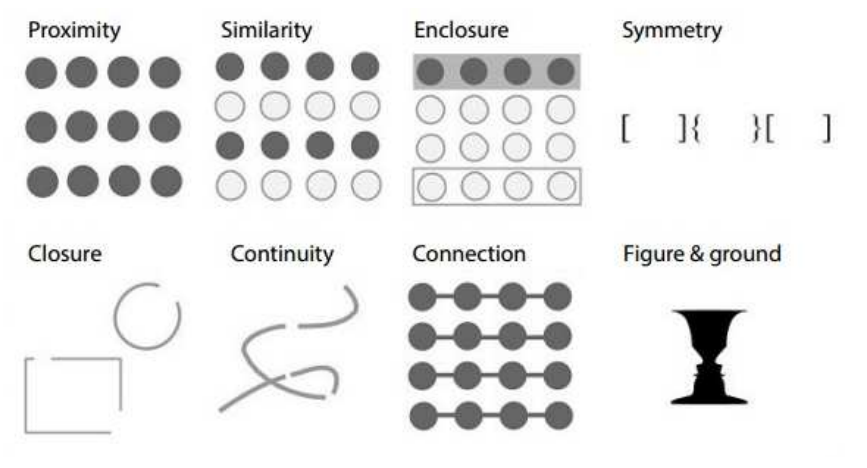 Proximity
Similarity
Enclosure
Symmetry
[ ]{ }[ ]
Closure
Continuity
Connection
Figure & ground